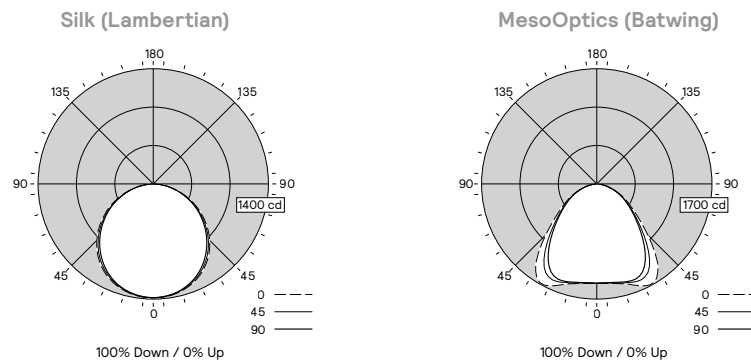 Silk (Lambertian)
180
135 135
90 90
1400 cd
45 45
0
0
45
90
100% Down / 0% Up
MesoOptics (Batwing)
180
135 135
90 90
1700 cd
45 45
0
0
45
90
100% Down / 0% Up